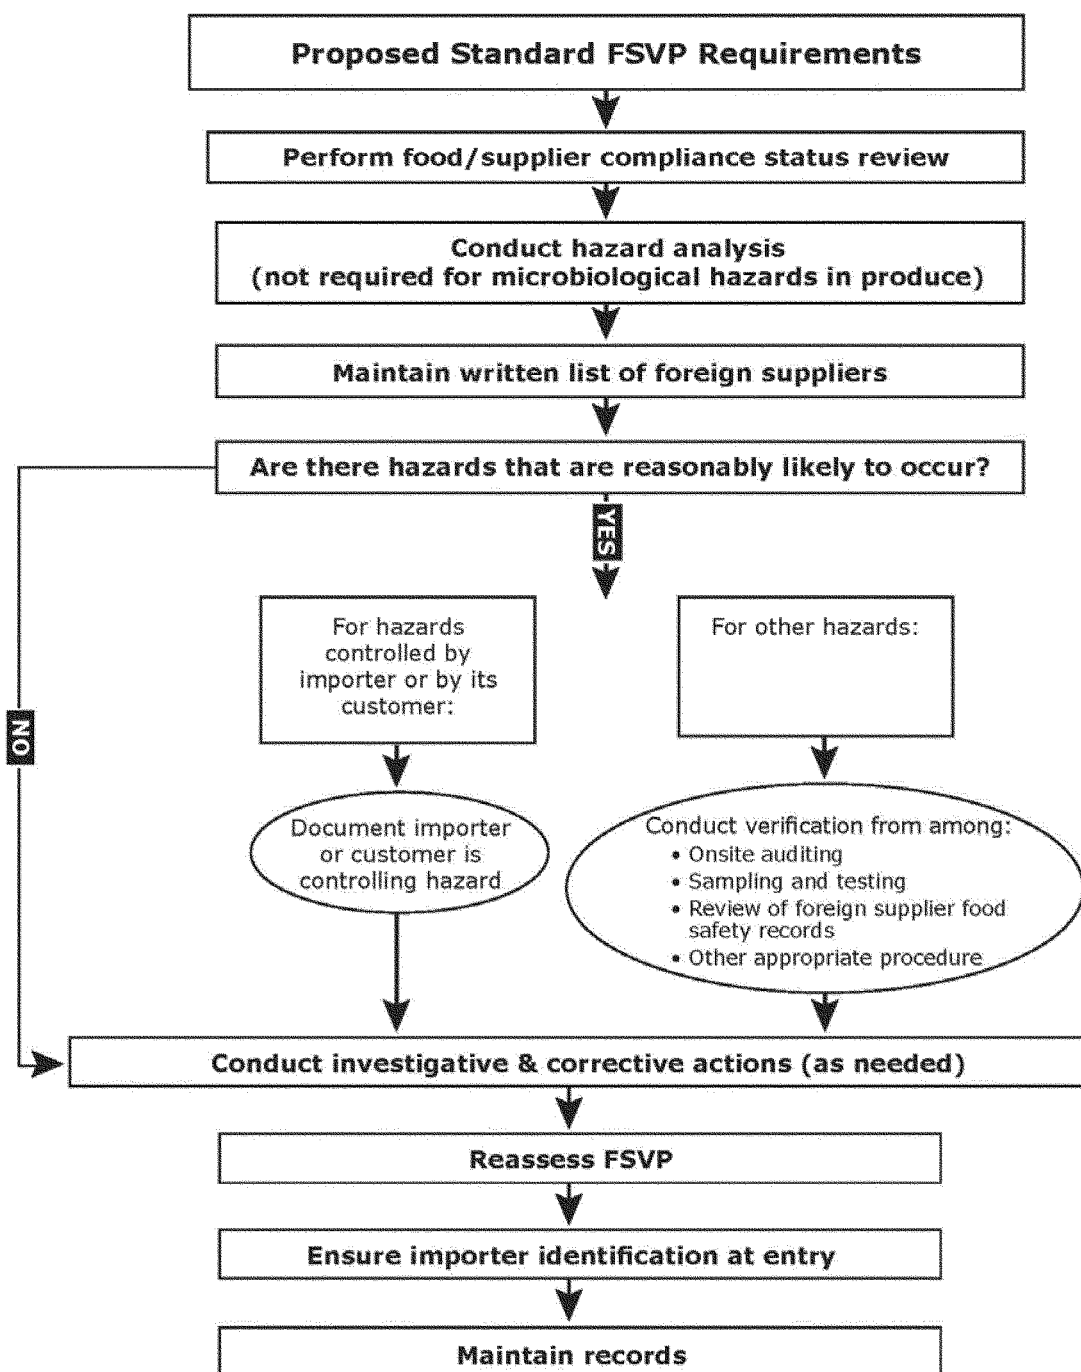 Proposed Standard FSVP Requirements
Perform food/supplier compliance status review
Conduct hazard analysis
(not required for microbiological hazards in produce)
Maintain written list of foreign suppliers
Are there hazards that are reasonably likely to occur?
YES
NO
For hazards
controlled by
importer or by its
customer:
For other hazards:
Document importer
or customer is
controlling hazard
Conduct verification from among:
• Onsite auditing
• Sampling and testing
• Review of foreign supplier food
safety records
• Other appropriate procedure
Conduct investigative & corrective actions (as needed)
Reassess FSVP
Ensure importer identification at entry
Maintain records